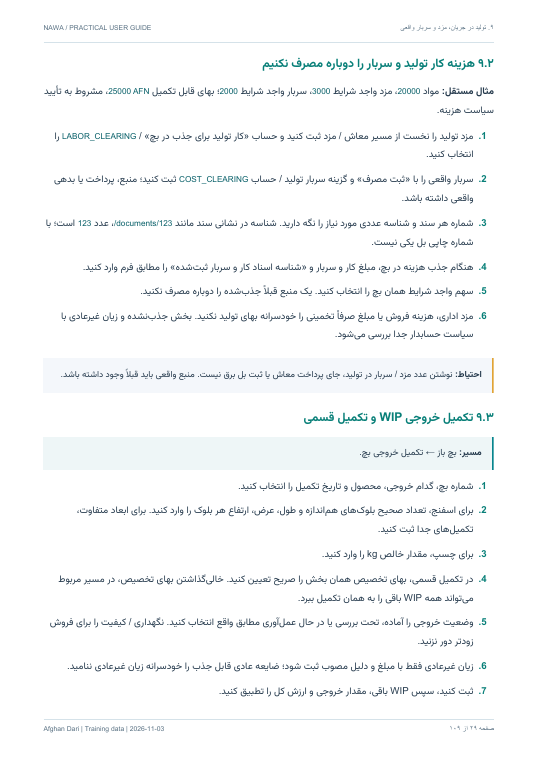 ۹. تولید در جریان، مزد و سربار واقعی
NAWA / PRACTICAL USER GUIDE
۹.۲ هزینه کار تولید و سربار را دوباره مصرف نکنیم
مثال مستقل: مواد 20000، مزد واجد شرایط 3000، سربار واجد شرایط 2000؛ بهای قابل تکمیل 25000 AFN، مشروط به تأیید
سیاست هزینه.
1. مزد تولید را نخست از مسیر معاش / مزد ثبت کنید و حساب «کار تولید برای جذب در بچ» / LABOR_CLEARING را
انتخاب کنید.
2. سربار واقعی را با «ثبت مصرف» و گزینه سربار تولید / حساب COST_CLEARING ثبت کنید؛ منبع، پرداخت یا بدهی
واقعی داشته باشد.
3. شماره هر سند و شناسه عددی مورد نیاز را نگه دارید. شناسه در نشانی سند مانند /documents/123، عدد 123 است؛ با
شماره چاپی بل یکی نیست.
4. هنگام جذب هزینه در بچ، مبلغ کار و سربار و «شناسه اسناد کار و سربار ثبت‌شده» را مطابق فرم وارد کنید.
5. سهم واجد شرایط همان بچ را انتخاب کنید. یک منبع قبلاً جذب‌شده را دوباره مصرف نکنید.
6. مزد اداری، هزینه فروش یا مبلغ صرفاً تخمینی را خودسرانه بهای تولید نکنید. بخش جذب‌نشده و زیان غیرعادی با
سیاست حسابدار جدا بررسی می‌شود.
احتیاط: نوشتن عدد مزد / سربار در تولید، جای پرداخت معاش یا ثبت بل برق نیست. منبع واقعی باید قبلاً وجود داشته باشد.
۹.۳ تکمیل خروجی WIP و تکمیل قسمی
مسیر: بچ باز ← تکمیل خروجی بچ.
1. شماره بچ، گدام خروجی، محصول و تاریخ تکمیل را انتخاب کنید.
2. برای اسفنج، تعداد صحیح بلوک‌های هم‌اندازه و طول، عرض، ارتفاع هر بلوک را وارد کنید. برای ابعاد متفاوت،
تکمیل‌های جدا ثبت کنید.
3. برای چسپ، مقدار خالص kg را وارد کنید.
4. در تکمیل قسمی، بهای تخصیص همان بخش را صریح تعیین کنید. خالی‌گذاشتن بهای تخصیص، در مسیر مربوط
می‌تواند همه WIP باقی را به همان تکمیل ببرد.
5. وضعیت خروجی را آماده، تحت بررسی یا در حال عمل‌آوری مطابق واقع انتخاب کنید. نگهداری / کیفیت را برای فروش
زودتر دور نزنید.
6. زیان غیرعادی فقط با مبلغ و دلیل مصوب ثبت شود؛ ضایعه عادی قابل جذب را خودسرانه زیان غیرعادی ننامید.
7. ثبت کنید، سپس WIP باقی، مقدار خروجی و ارزش کل را تطبیق کنید.
صفحه ۲۹ از ۱۰۹
Afghan Dari | Training data | 2026-11-03